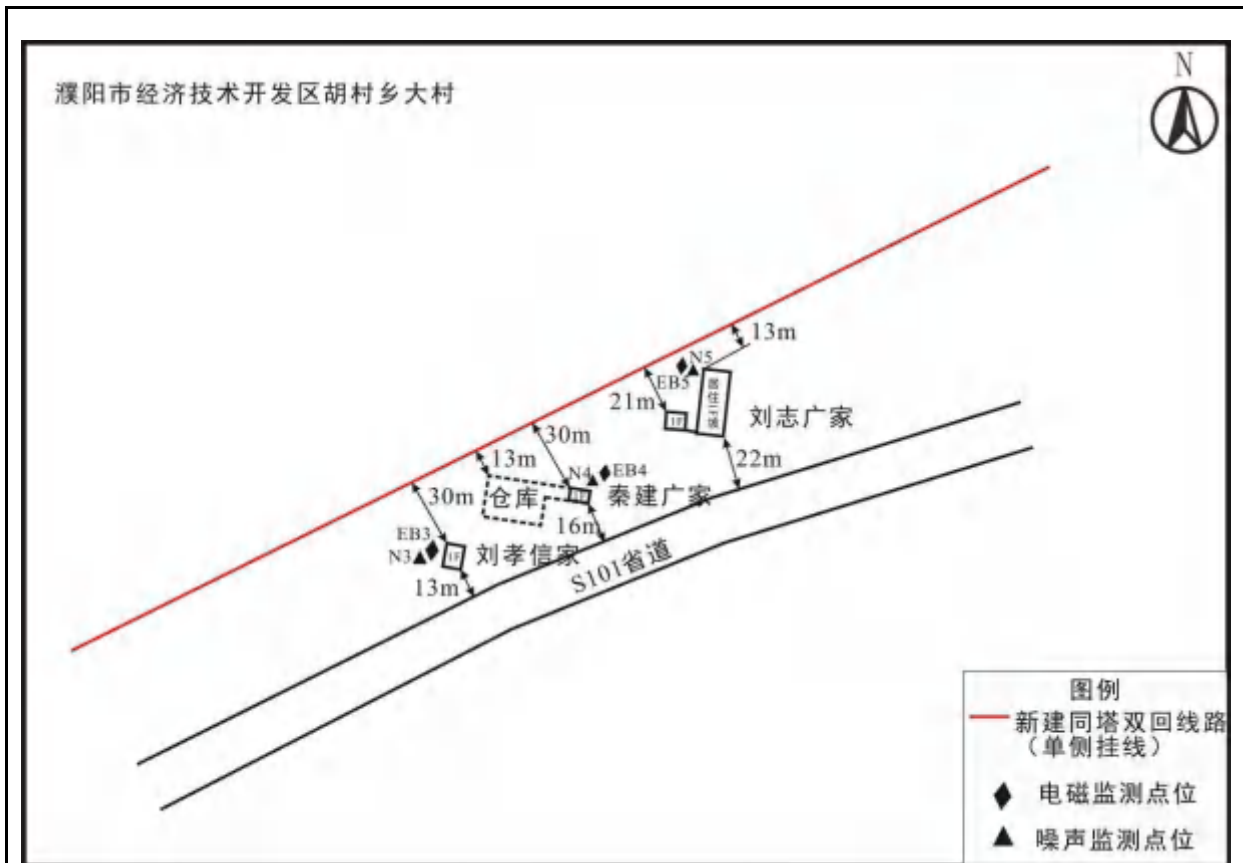 N
濮阳市经济技术开发区胡村乡大村
13m
N5
EB5
21m
1F
刘志广家
30m
22m
13m
N4
EB4
仓库
秦建广家
30m
16m
EB3
N3
1F
刘孝信家
13m
S101省道
图例
新建同塔双回线路
（单侧挂线）
电磁监测点位
噪声监测点位